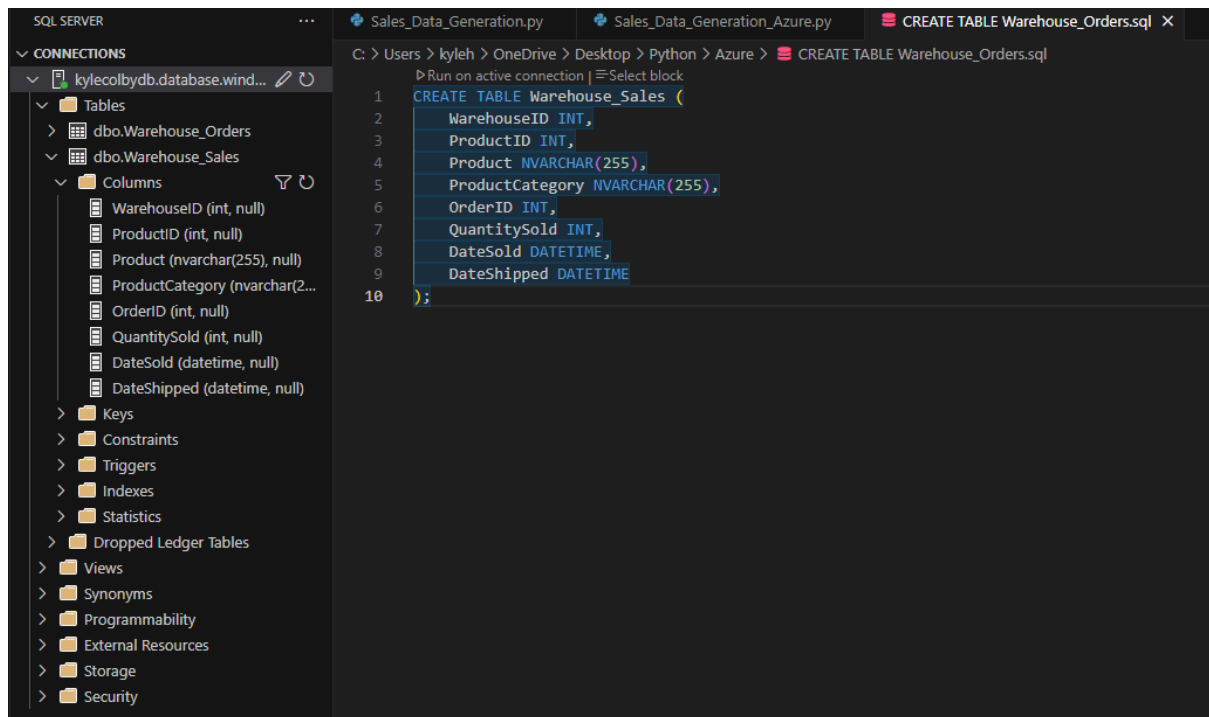 SQL SERVER ...
CONNECTIONS
kylecolbydb.database.wind...
Tables
dbo.Warehouse_Orders
dbo.Warehouse_Sales
Columns
WarehouseID (int, null)
ProductID (int, null)
Product (nvarchar(255), null)
ProductCategory (nvarchar(2...
OrderID (int, null)
QuantitySold (int, null)
DateSold (datetime, null)
DateShipped (datetime, null)
Keys
Constraints
Triggers
Indexes
Statistics
Dropped Ledger Tables
Views
Synonyms
Programmability
External Resources
Storage
Security
Sales_Data_Generation.py Sales_Data_Generation_Azure.py CREATE TABLE Warehouse_Orders.sql
C: > Users > kyleh > OneDrive > Desktop > Python > Azure > CREATE TABLE Warehouse_Orders.sql
Run on active connection | Select block
1 CREATE TABLE Warehouse_Sales (
2 WarehouseID INT,
3 ProductID INT,
4 Product NVARCHAR(255),
5 ProductCategory NVARCHAR(255),
6 OrderID INT,
7 QuantitySold INT,
8 DateSold DATETIME,
9 DateShipped DATETIME
10 );